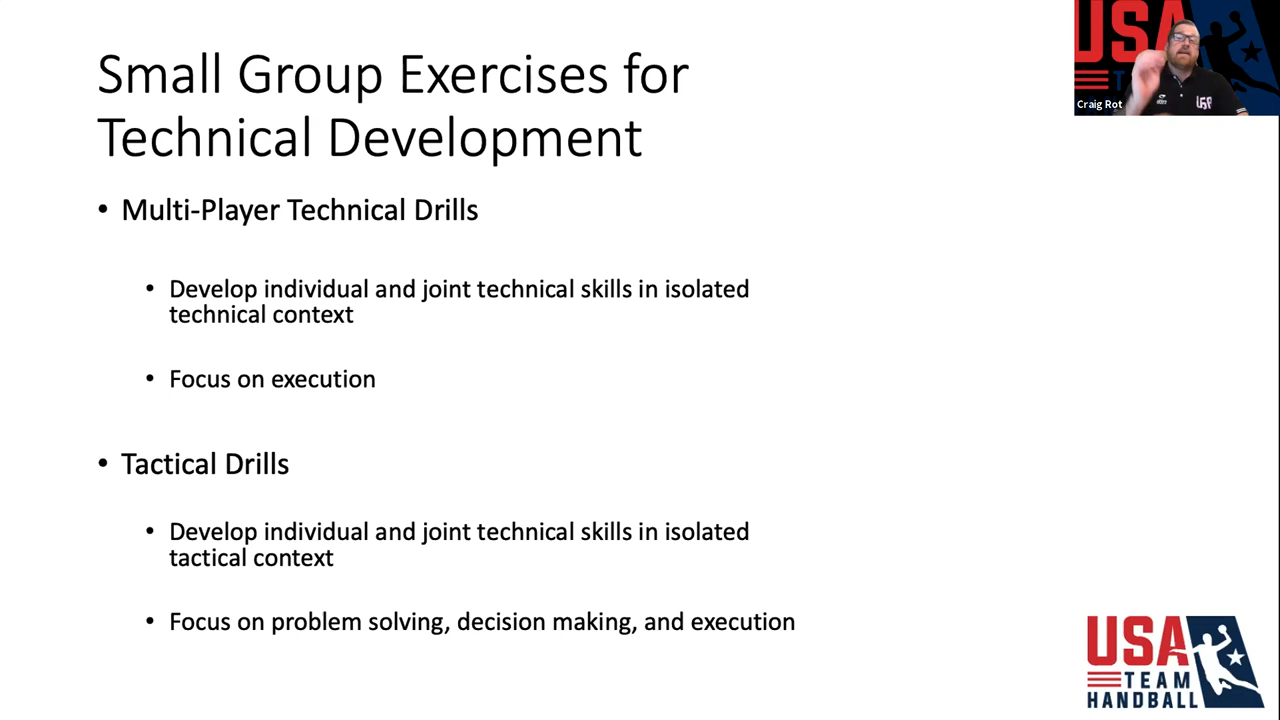 Small Group Exercises for
Technical Development
• Multi-Player Technical Drills
• Develop individual and joint technical skills in isolated
technical context
• Focus on execution
• Tactical Drills
• Develop individual and joint technical skills in isolated
tactical context
• Focus on problem solving, decision making, and execution
USA
Craig Rot
USA
TEAM
HANDBALL